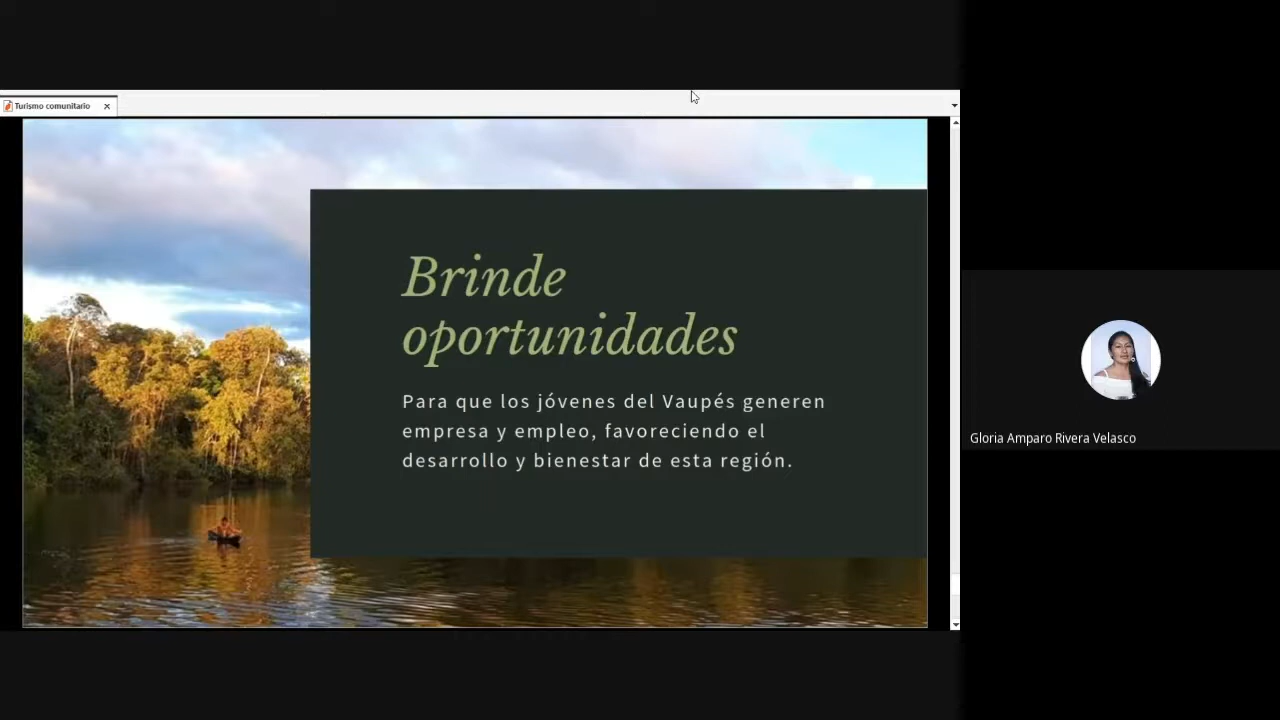 Turismo comunitario
Brinde
oportunidades
Para que los jóvenes del Vaupés generen
empresa y empleo, favoreciendo el
desarrollo y bienestar de esta región.
Gloria Amparo Rivera Velasco